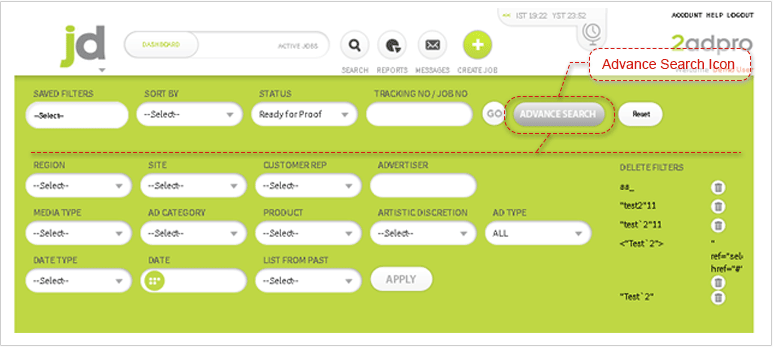 << IST 19:22 YST 23:52
ACCOUNT HELP LOGOUT
jd
DASHBOARD
ACTIVE JOBS
SEARCH REPORTS MESSAGES CREATE JOB
2adpro
Advance Search Icon
SAVED FILTERS SORT BY STATUS TRACKING NO / JOB NO
--Select-- --Select-- Ready for Proof GO ADVANCE SEARCH Reset
REGION SITE CUSTOMER REP ADVERTISER DELETE FILTERS
--Select-- --Select-- --Select--
aa_
"test2"11
MEDIA TYPE AD CATEGORY PRODUCT ARTISTIC DISCRETION AD TYPE
"test`2"11
--Select-- --Select-- --Select-- --Select-- ALL
<"Test`2"> "
ref="sel
href="#"
DATE TYPE DATE LIST FROM PAST
--Select-- --Select-- APPLY
"Test`2"